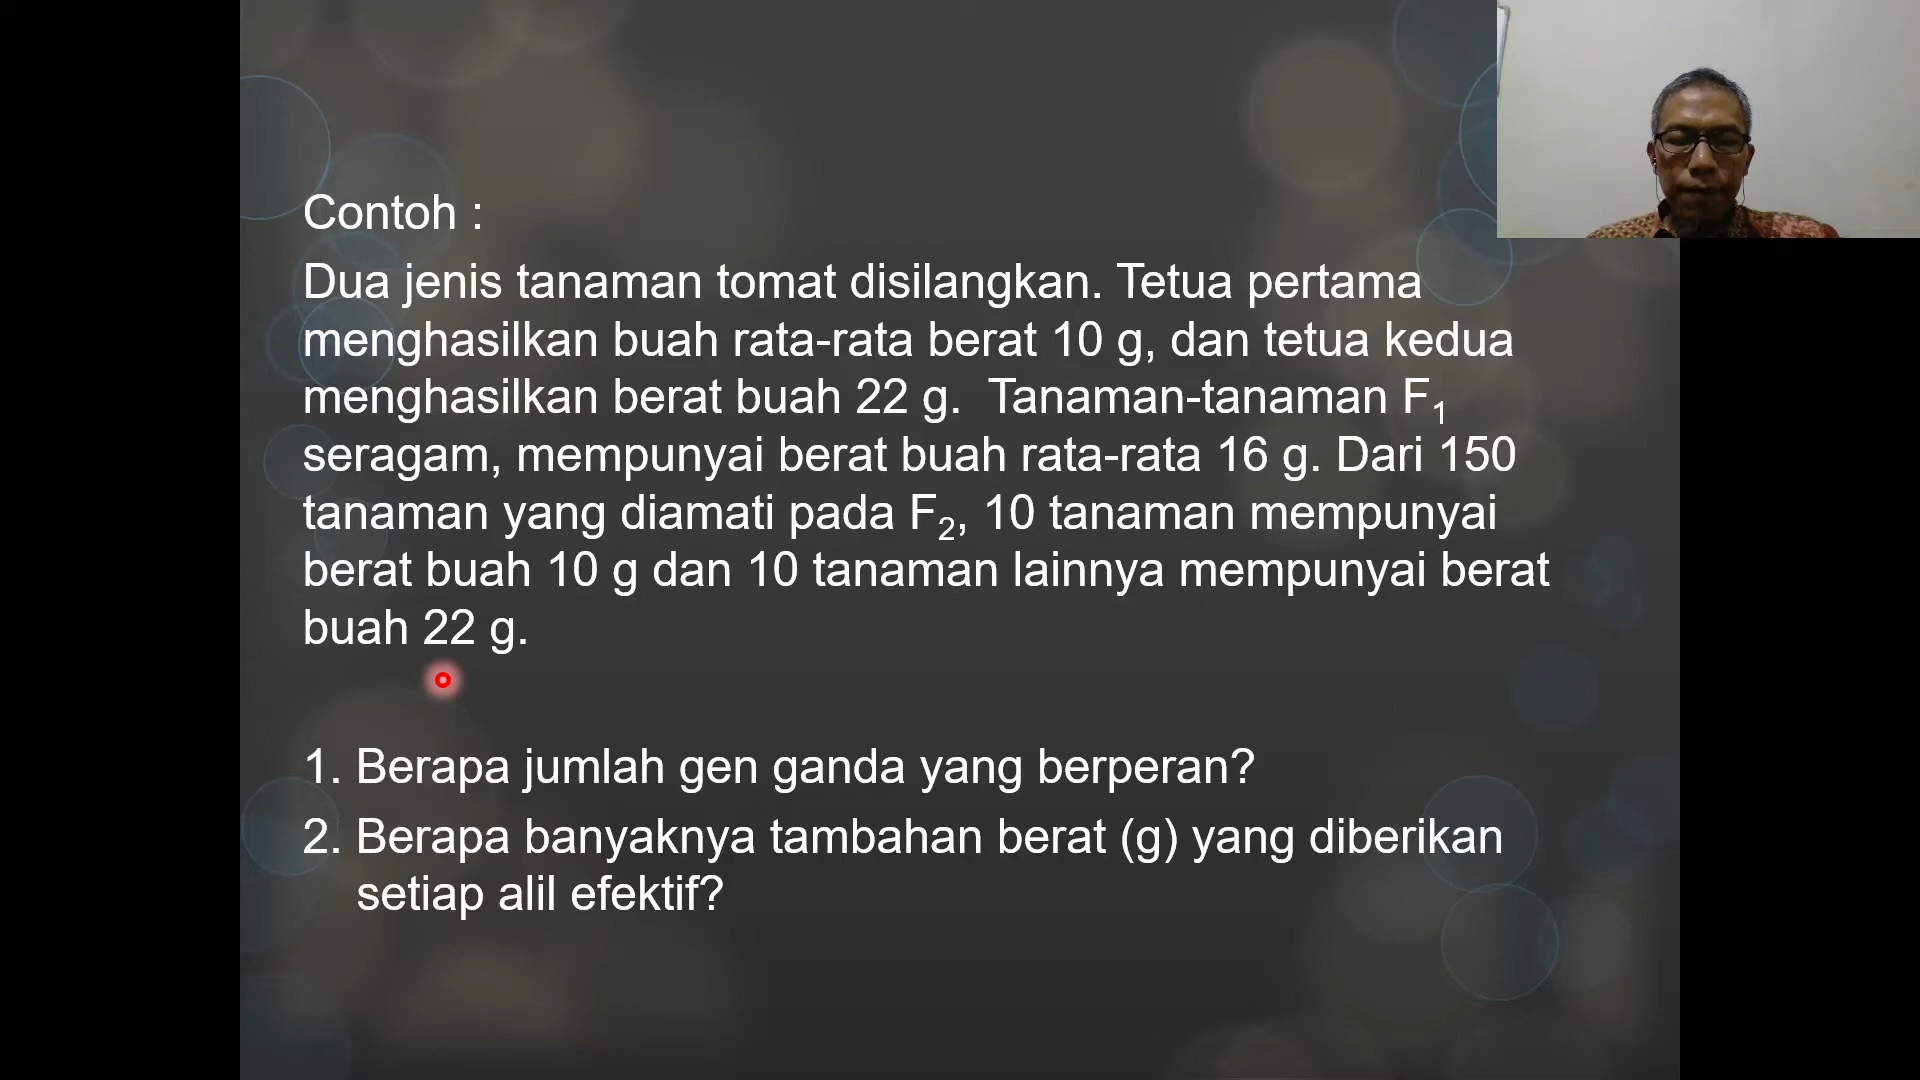 Contoh :
Dua jenis tanaman tomat disilangkan. Tetua pertama
menghasilkan buah rata-rata berat 10 g, dan tetua kedua
menghasilkan berat buah 22 g.  Tanaman-tanaman F₁
seragam, mempunyai berat buah rata-rata 16 g. Dari 150
tanaman yang diamati pada F₂, 10 tanaman mempunyai
berat buah 10 g dan 10 tanaman lainnya mempunyai berat
buah 22 g.
1. Berapa jumlah gen ganda yang berperan?
2. Berapa banyaknya tambahan berat (g) yang diberikan
setiap alil efektif?